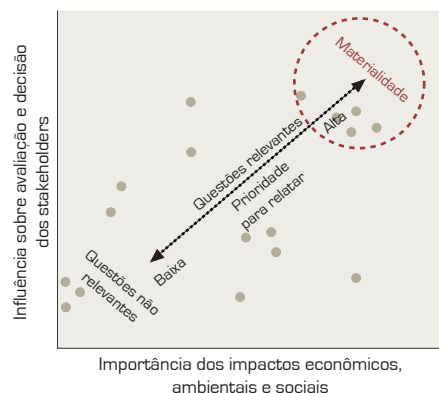 Influência sobre avaliação e decisão
dos stakeholders
Materialidade
Alta
Questões relevantes
Prioridade
para relatar
Baixa
Questões não
relevantes
Importância dos impactos econômicos,
ambientais e sociais